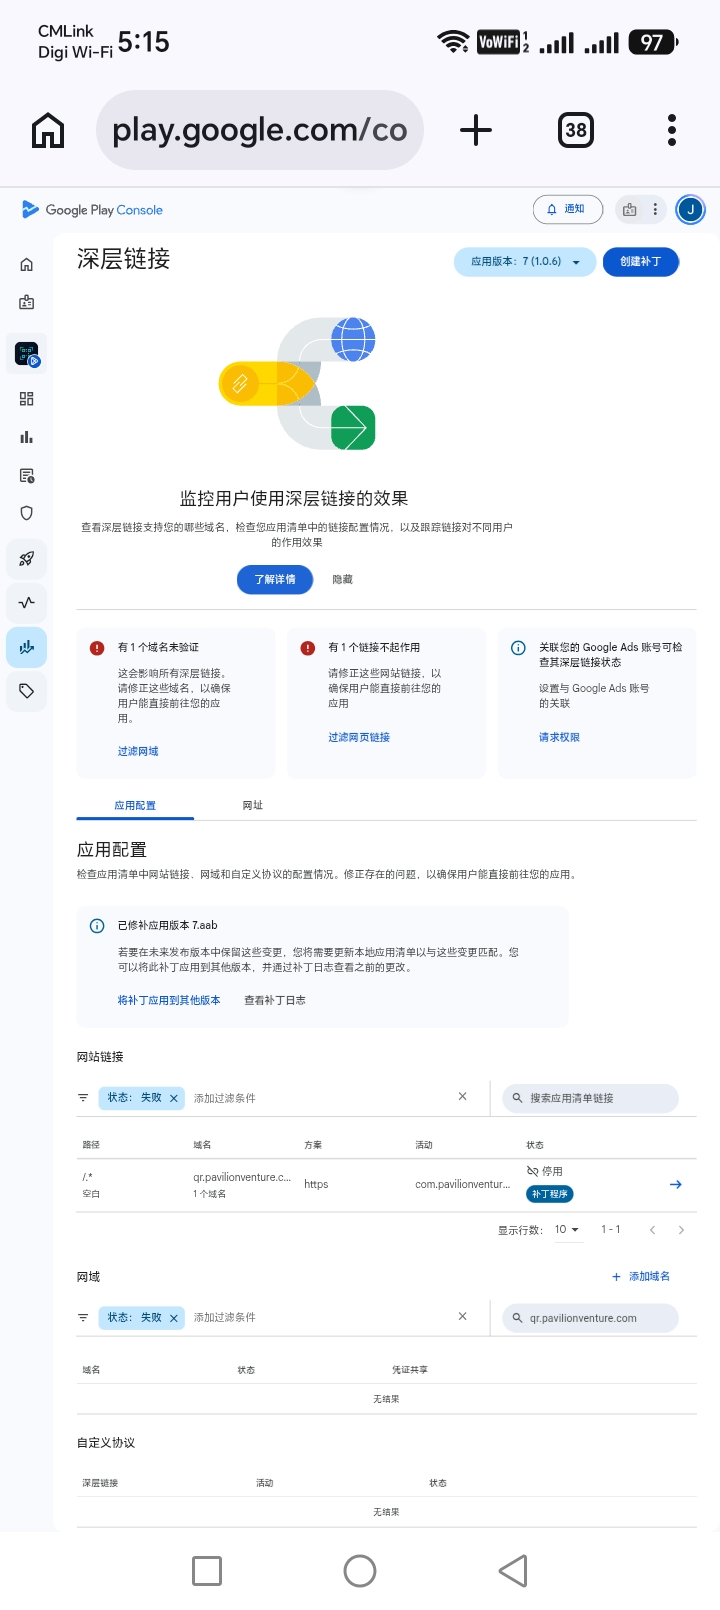 CMLink
Digi Wi-Fi
5:15
VoWiFi 1 2
97
play.google.com/co
38
Google Play Console
通知
J
深层链接
应用版本：7 (1.0.6)
创建补丁
监控用户使用深层链接的效果
查看深层链接支持您的哪些域名，检查您应用清单中的链接配置情况，以及跟踪链接对不同用户
的作用效果
了解详情
隐藏
有 1 个域名未验证
这会影响所有深层链接。
请修正这些域名，以确保
用户能直接前往您的应
用。
过滤网域
有 1 个链接不起作用
请修正这些网站链接，以
确保用户能直接前往您的
应用
过滤网页链接
关联您的 Google Ads 账号可检
查其深层链接状态
设置与 Google Ads 账号
的关联
请求权限
应用配置
网址
应用配置
检查应用清单中网站链接、网域和自定义协议的配置情况。修正存在的问题，以确保用户能直接前往您的应用。
已修补应用版本 7.aab
若要在未来发布版本中保留这些变更，您将需要更新本地应用清单以与这些变更匹配。您
可以将此补丁应用到其他版本，并通过补丁日志查看之前的更改。
将补丁应用到其他版本
查看补丁日志
网站链接
状态： 失败
添加过滤条件
搜索应用清单链接
路径 域名 方案 活动 状态
/.* qr.pavilionventure.c... https com.pavilionventur... 停用
空白 1 个域名 补丁程序
显示行数： 10 1 - 1
网域
添加域名
状态： 失败
添加过滤条件
qr.pavilionventure.com
域名 状态 凭证共享
无结果
自定义协议
深层链接 活动 状态
无结果